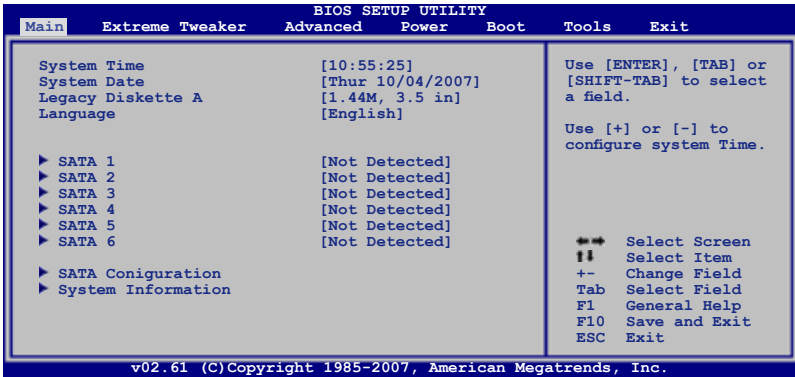 BIOS SETUP UTILITY
Main Extreme Tweaker Advanced Power Boot Tools Exit
System Time [10:55:25]
System Date [Thur 10/04/2007]
Legacy Diskette A [1.44M, 3.5 in]
Language [English]
SATA 1 [Not Detected]
SATA 2 [Not Detected]
SATA 3 [Not Detected]
SATA 4 [Not Detected]
SATA 5 [Not Detected]
SATA 6 [Not Detected]
SATA Coniguration
System Information
Use [ENTER], [TAB] or
[SHIFT-TAB] to select
a field.
Use [+] or [-] to
configure system Time.
Select Screen
Select Item
+- Change Field
Tab Select Field
F1 General Help
F10 Save and Exit
ESC Exit
v02.61 (C)Copyright 1985-2007, American Megatrends, Inc.